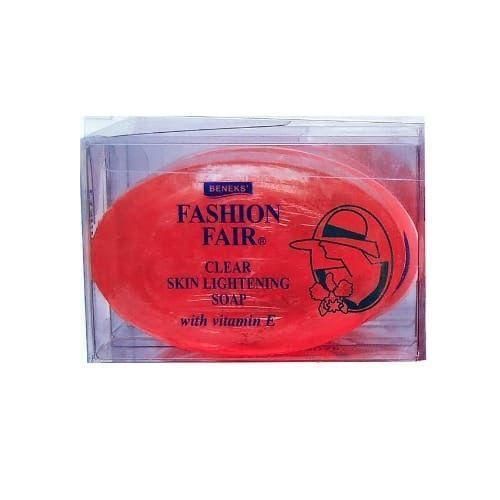 BENEKS'
FASHION
FAIR®
CLEAR
SKIN LIGHTENING
SOAP
with vitamin E